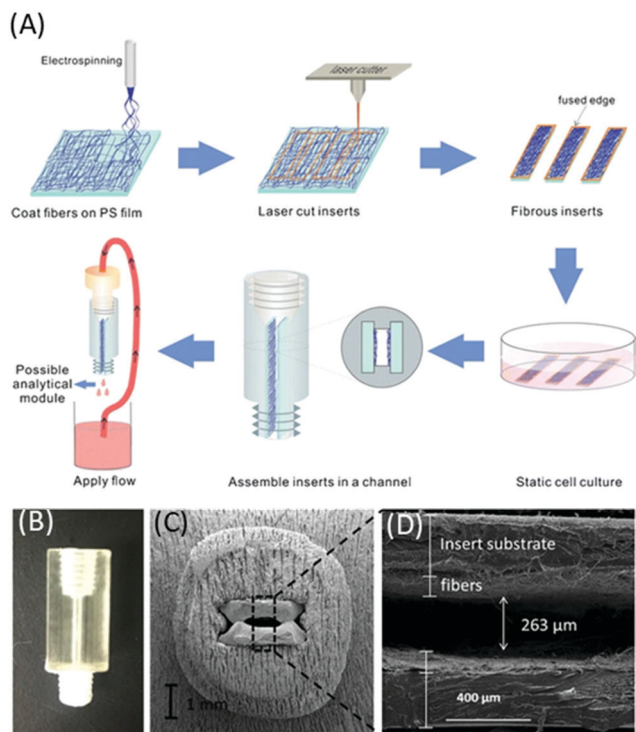 (A)
Electrospinning
laser cutter
fused edge
Coat fibers on PS film
Laser cut inserts
Fibrous inserts
Possible
analytical
module
Apply flow
Assemble inserts in a channel
Static cell culture
(B)
(C)
(D)
Insert substrate
fibers
263 µm
1 mm
400 µm